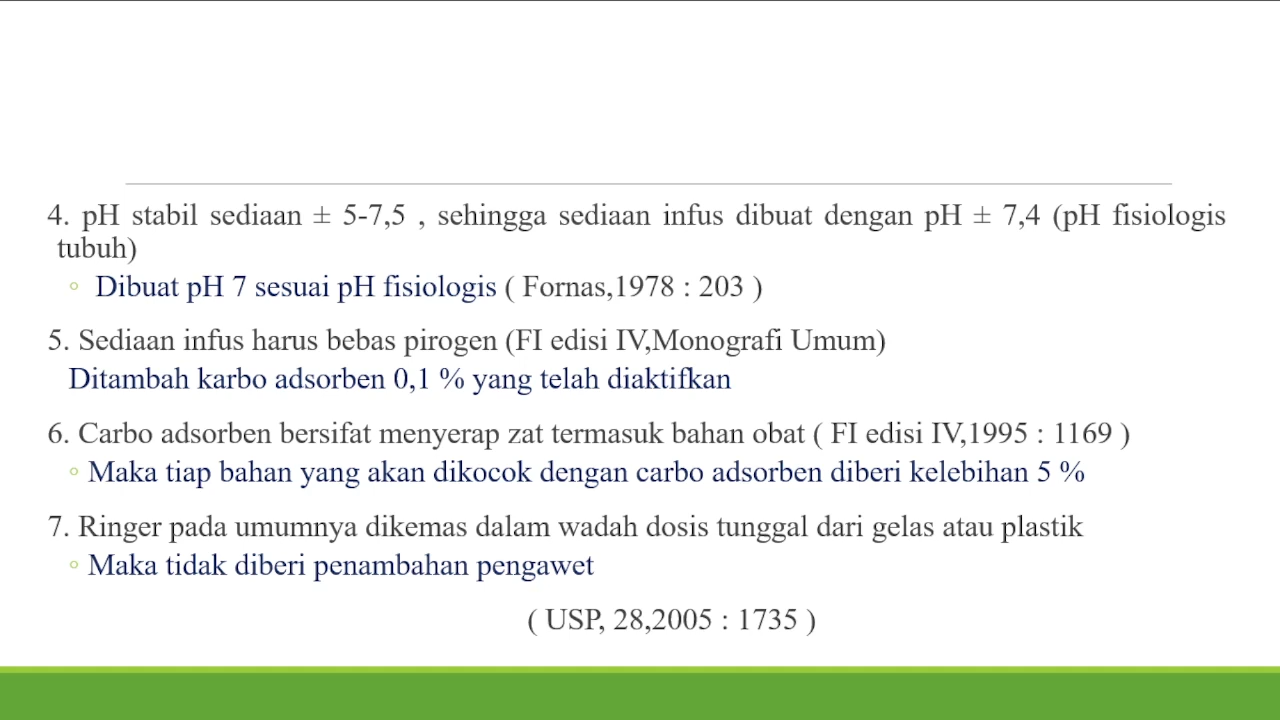 4. pH stabil sediaan ± 5-7,5 , sehingga sediaan infus dibuat dengan pH ± 7,4 (pH fisiologis
tubuh)
◦ Dibuat pH 7 sesuai pH fisiologis ( Fornas,1978 : 203 )
5. Sediaan infus harus bebas pirogen (FI edisi IV,Monografi Umum)
Ditambah karbo adsorben 0,1 % yang telah diaktifkan
6. Carbo adsorben bersifat menyerap zat termasuk bahan obat ( FI edisi IV,1995 : 1169 )
◦ Maka tiap bahan yang akan dikocok dengan carbo adsorben diberi kelebihan 5 %
7. Ringer pada umumnya dikemas dalam wadah dosis tunggal dari gelas atau plastik
◦ Maka tidak diberi penambahan pengawet
( USP, 28,2005 : 1735 )